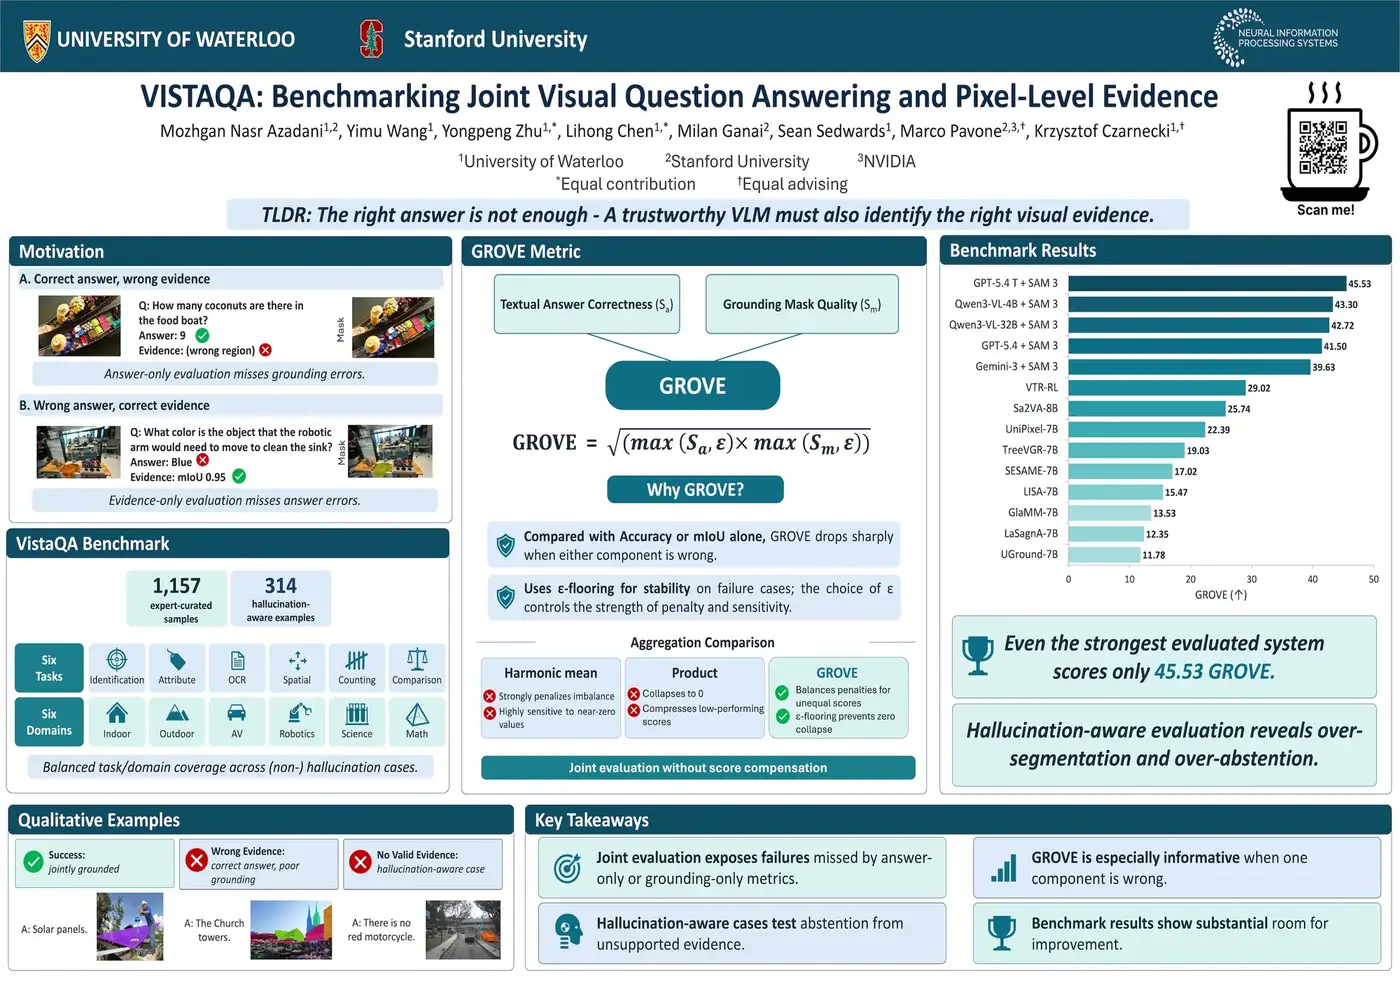 UNIVERSITY OF WATERLOO
Stanford University
NEURAL INFORMATION
PROCESSING SYSTEMS
VISTAQA: Benchmarking Joint Visual Question Answering and Pixel-Level Evidence
Mozhgan Nasr Azadani1,2, Yimu Wang1, Yongpeng Zhu1,*, Lihong Chen1,*, Milan Ganai2, Sean Sedwards1, Marco Pavone2,3,†, Krzysztof Czarnecki1,†
1University of Waterloo 2Stanford University 3NVIDIA
*Equal contribution †Equal advising
Scan me!
TLDR: The right answer is not enough - A trustworthy VLM must also identify the right visual evidence.
Motivation
A. Correct answer, wrong evidence
Q: How many coconuts are there in
the food boat?
Answer: 9
Evidence: (wrong region)
Mask
Answer-only evaluation misses grounding errors.
B. Wrong answer, correct evidence
Q: What color is the object that the robotic
arm would need to move to clean the sink?
Answer: Blue
Evidence: mIoU 0.95
Mask
Evidence-only evaluation misses answer errors.
VistaQA Benchmark
1,157
expert-curated
samples
314
hallucination-
aware examples
Six
Tasks
Identification
Attribute
OCR
Spatial
Counting
Comparison
Six
Domains
Indoor
Outdoor
AV
Robotics
Science
Math
Balanced task/domain coverage across (non-) hallucination cases.
GROVE Metric
Textual Answer Correctness (Sa)
Grounding Mask Quality (Sm)
GROVE
GROVE = √(max (Sa, ε)× max (Sm, ε))
Why GROVE?
Compared with Accuracy or mIoU alone, GROVE drops sharply
when either component is wrong.
Uses ε-flooring for stability on failure cases; the choice of ε
controls the strength of penalty and sensitivity.
Aggregation Comparison
Harmonic mean
Strongly penalizes imbalance
Highly sensitive to near-zero
values
Product
Collapses to 0
Compresses low-performing
scores
GROVE
Balances penalties for
unequal scores
ε-flooring prevents zero
collapse
Joint evaluation without score compensation
Benchmark Results
GPT-5.4 T + SAM 3 45.53
Qwen3-VL-4B + SAM 3 43.30
Qwen3-VL-32B + SAM 3 42.72
GPT-5.4 + SAM 3 41.50
Gemini-3 + SAM 3 39.63
VTR-RL 29.02
Sa2VA-8B 25.74
UniPixel-7B 22.39
TreeVGR-7B 19.03
SESAME-7B 17.02
LISA-7B 15.47
GlaMM-7B 13.53
LaSagnA-7B 12.35
UGround-7B 11.78
0 10 20 30 40 50
GROVE (↑)
Even the strongest evaluated system
scores only 45.53 GROVE.
Hallucination-aware evaluation reveals over-
segmentation and over-abstention.
Qualitative Examples
Success:
jointly grounded
Wrong Evidence:
correct answer, poor
grounding
No Valid Evidence:
hallucination-aware case
A: Solar panels.
A: The Church
towers.
A: There is no
red motorcycle.
Key Takeaways
Joint evaluation exposes failures missed by answer-
only or grounding-only metrics.
GROVE is especially informative when one
component is wrong.
Hallucination-aware cases test abstention from
unsupported evidence.
Benchmark results show substantial room for
improvement.